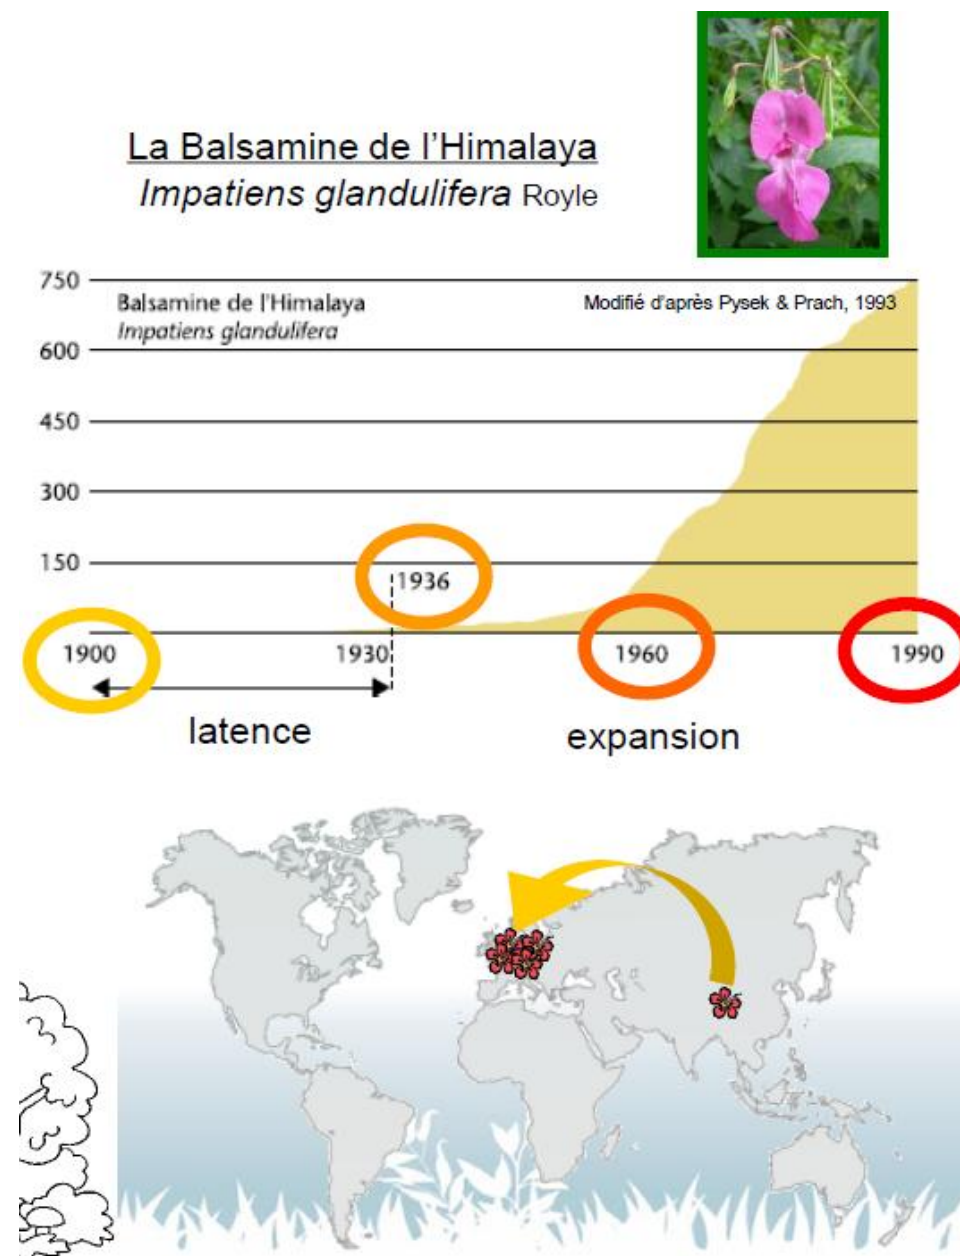 La Balsamine de l'Himalaya
Impatiens glandulifera Royle
750
Balsamine de l'Himalaya
Modifié d'après Pysek & Prach, 1993
Impatiens glandulifera
600
450
300
150
1936
1900
1930
1960
1990
latence
expansion